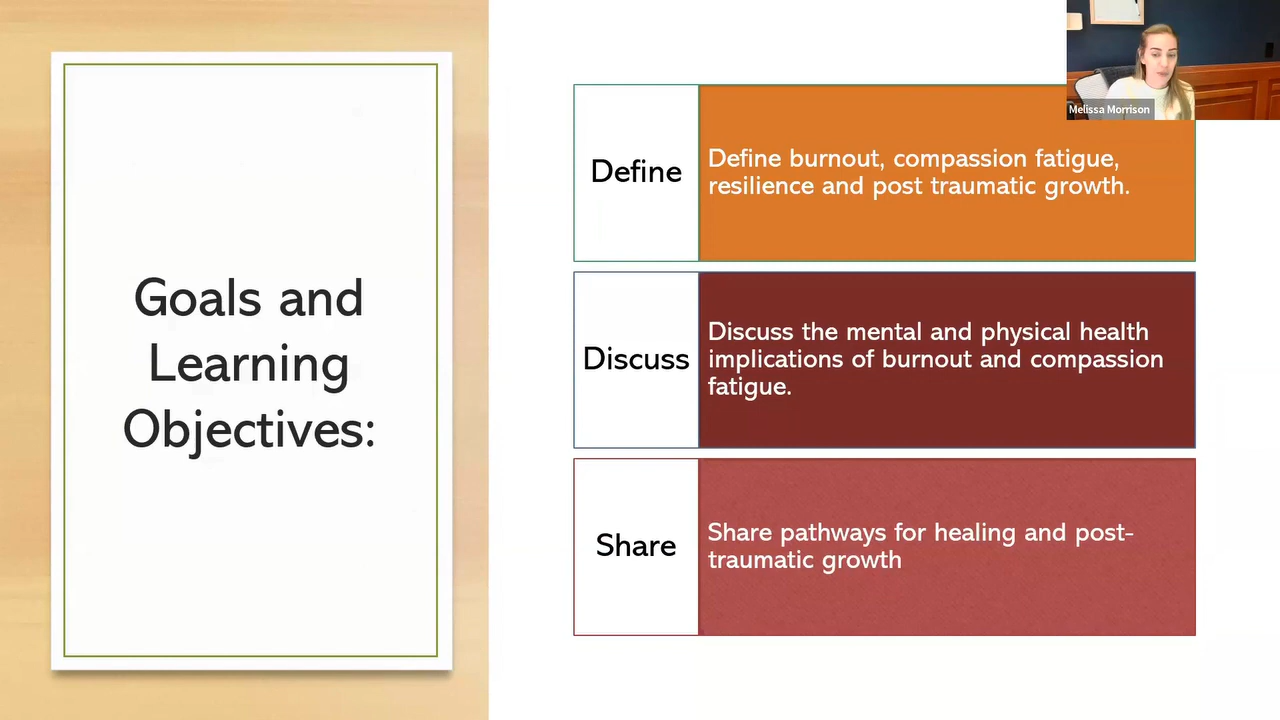 Goals and
Learning
Objectives:
Define
Define burnout, compassion fatigue,
resilience and post traumatic growth.
Discuss
Discuss the mental and physical health
implications of burnout and compassion
fatigue.
Share
Share pathways for healing and post-
traumatic growth
Melissa Morrison